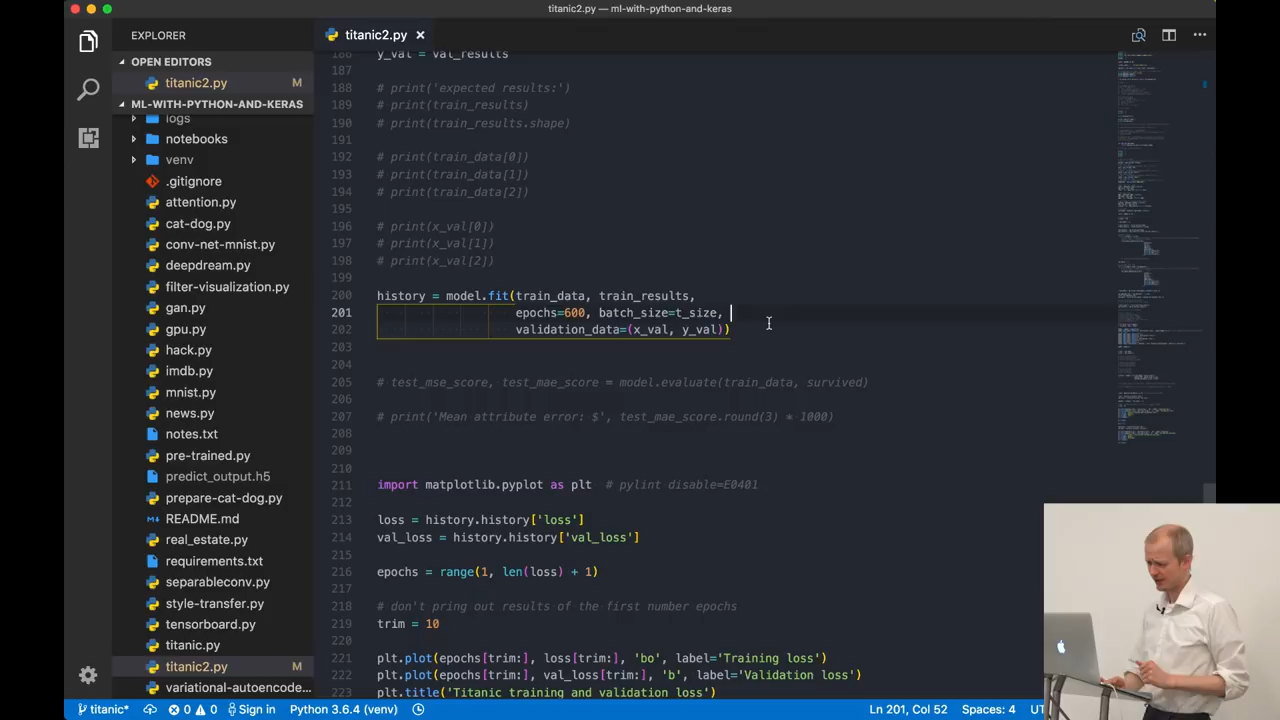 titanic2.py — ml-with-python-and-keras
EXPLORER
titanic2.py
OPEN EDITORS
titanic2.py M
ML-WITH-PYTHON-AND-KERAS
logs
notebooks
venv
.gitignore
attention.py
cat-dog.py
conv-net-mnist.py
deepdream.py
filter-visualization.py
gan.py
gpu.py
hack.py
imdb.py
mnist.py
news.py
notes.txt
pre-trained.py
predict_output.h5
prepare-cat-dog.py
README.md
real_estate.py
requirements.txt
separableconv.py
style-transfer.py
tensorboard.py
titanic.py
titanic2.py M
variational-autoencode...
186 y_val = val_results
187
188 # print('expected results:')
189 # print(train_results)
190 # print(train_results.shape)
191
192 # print(train_data[0])
193 # print(train_data[1])
194 # print(train_data[2])
195
196 # print(x_val[0])
197 # print(x_val[1])
198 # print(x_val[2])
199
200 history = model.fit(train_data, train_results,
201 epochs=600, batch_size=t_size,
202 validation_data=(x_val, y_val))
203
204
205 # test_mae_score, test_mae_score = model.evaluate(train_data, survived)
206
207 # print('Mean attribute error: $', test_mae_score.round(3) * 1000)
208
209
210
211 import matplotlib.pyplot as plt # pylint disable=E0401
212
213 loss = history.history['loss']
214 val_loss = history.history['val_loss']
215
216 epochs = range(1, len(loss) + 1)
217
218 # don't pring out results of the first number epochs
219 trim = 10
220
221 plt.plot(epochs[trim:], loss[trim:], 'bo', label='Training loss')
222 plt.plot(epochs[trim:], val_loss[trim:], 'b', label='Validation loss')
223 plt.title('Titanic training and validation loss')
titanic* 0 0 Sign in Python 3.6.4 (venv) Ln 201, Col 52 Spaces: 4